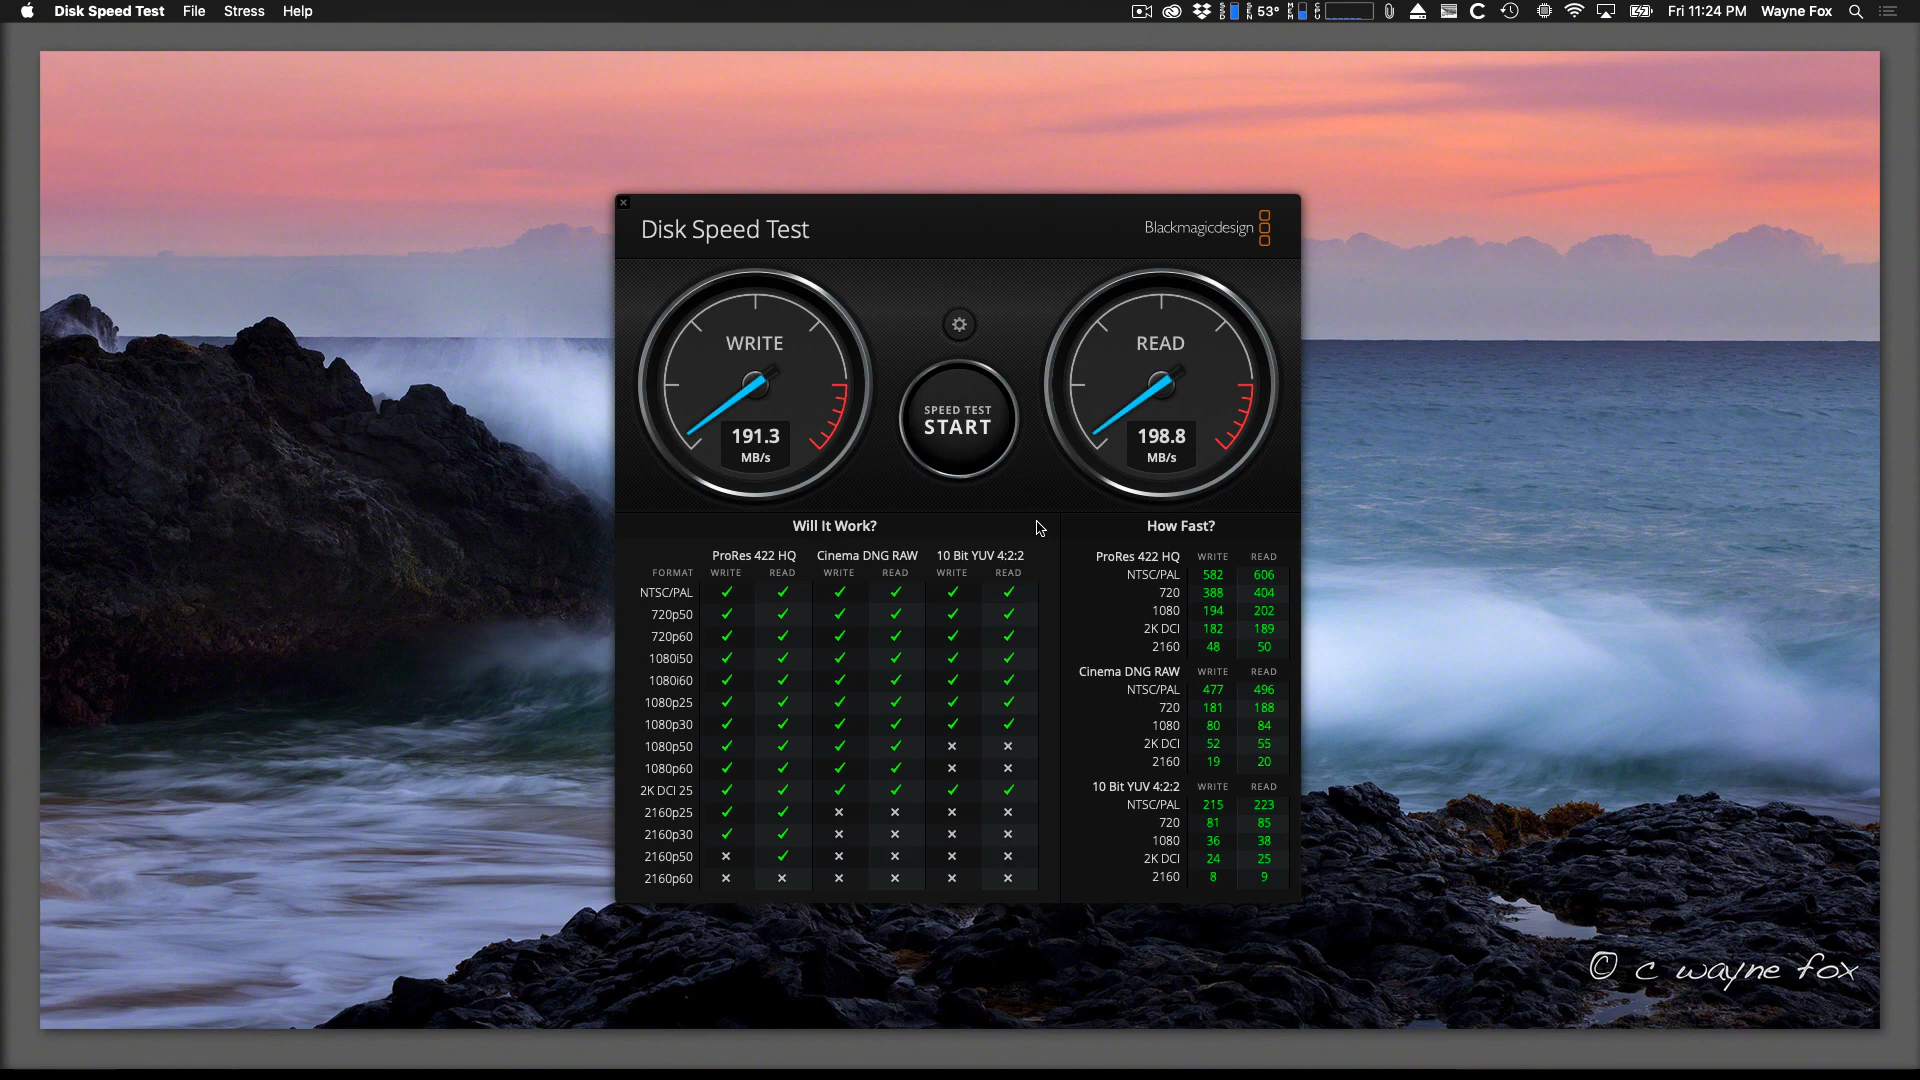 Disk Speed Test File Stress Help
53° Fri 11:24 PM Wayne Fox
Disk Speed Test
Blackmagicdesign
WRITE
191.3
MB/s
SPEED TEST
START
READ
198.8
MB/s
Will It Work?
ProRes 422 HQ Cinema DNG RAW 10 Bit YUV 4:2:2
FORMAT WRITE READ WRITE READ WRITE READ
NTSC/PAL ✓ ✓ ✓ ✓ ✓ ✓
720p50 ✓ ✓ ✓ ✓ ✓ ✓
720p60 ✓ ✓ ✓ ✓ ✓ ✓
1080i50 ✓ ✓ ✓ ✓ ✓ ✓
1080i60 ✓ ✓ ✓ ✓ ✓ ✓
1080p25 ✓ ✓ ✓ ✓ ✓ ✓
1080p30 ✓ ✓ ✓ ✓ ✓ ✓
1080p50 ✓ ✓ ✓ ✓ × ×
1080p60 ✓ ✓ ✓ ✓ × ×
2K DCI 25 ✓ ✓ ✓ ✓ ✓ ✓
2160p25 ✓ ✓ × × × ×
2160p30 ✓ ✓ × × × ×
2160p50 × ✓ × × × ×
2160p60 × × × × × ×
How Fast?
ProRes 422 HQ WRITE READ
NTSC/PAL 582 606
720 388 404
1080 194 202
2K DCI 182 189
2160 48 50
Cinema DNG RAW WRITE READ
NTSC/PAL 477 496
720 181 188
1080 80 84
2K DCI 52 55
2160 19 20
10 Bit YUV 4:2:2 WRITE READ
NTSC/PAL 215 223
720 81 85
1080 36 38
2K DCI 24 25
2160 8 9
© c wayne fox